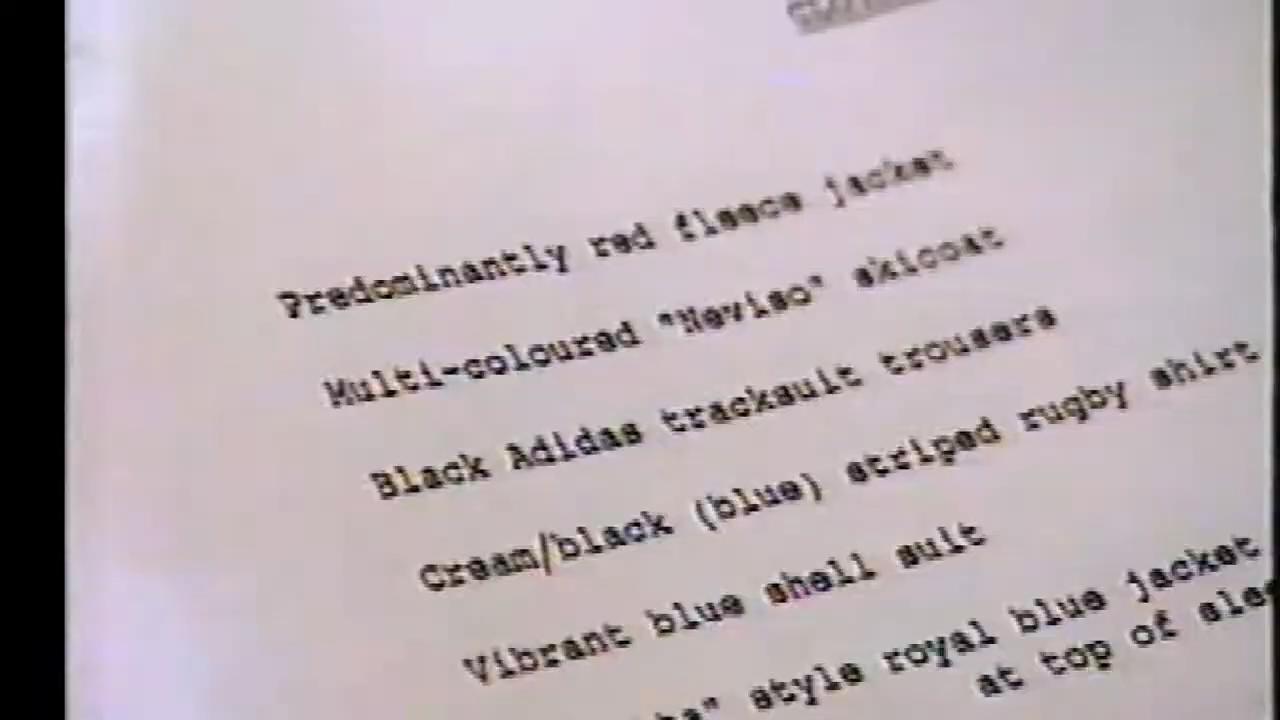 Predominantly red fleece jacket
Multi-coloured "Neviso" skicoat
Black Adidas tracksuit trousers
Cream/black (blue) striped rugby shirt
Vibrant blue shell suit
style royal blue jacket
at top of